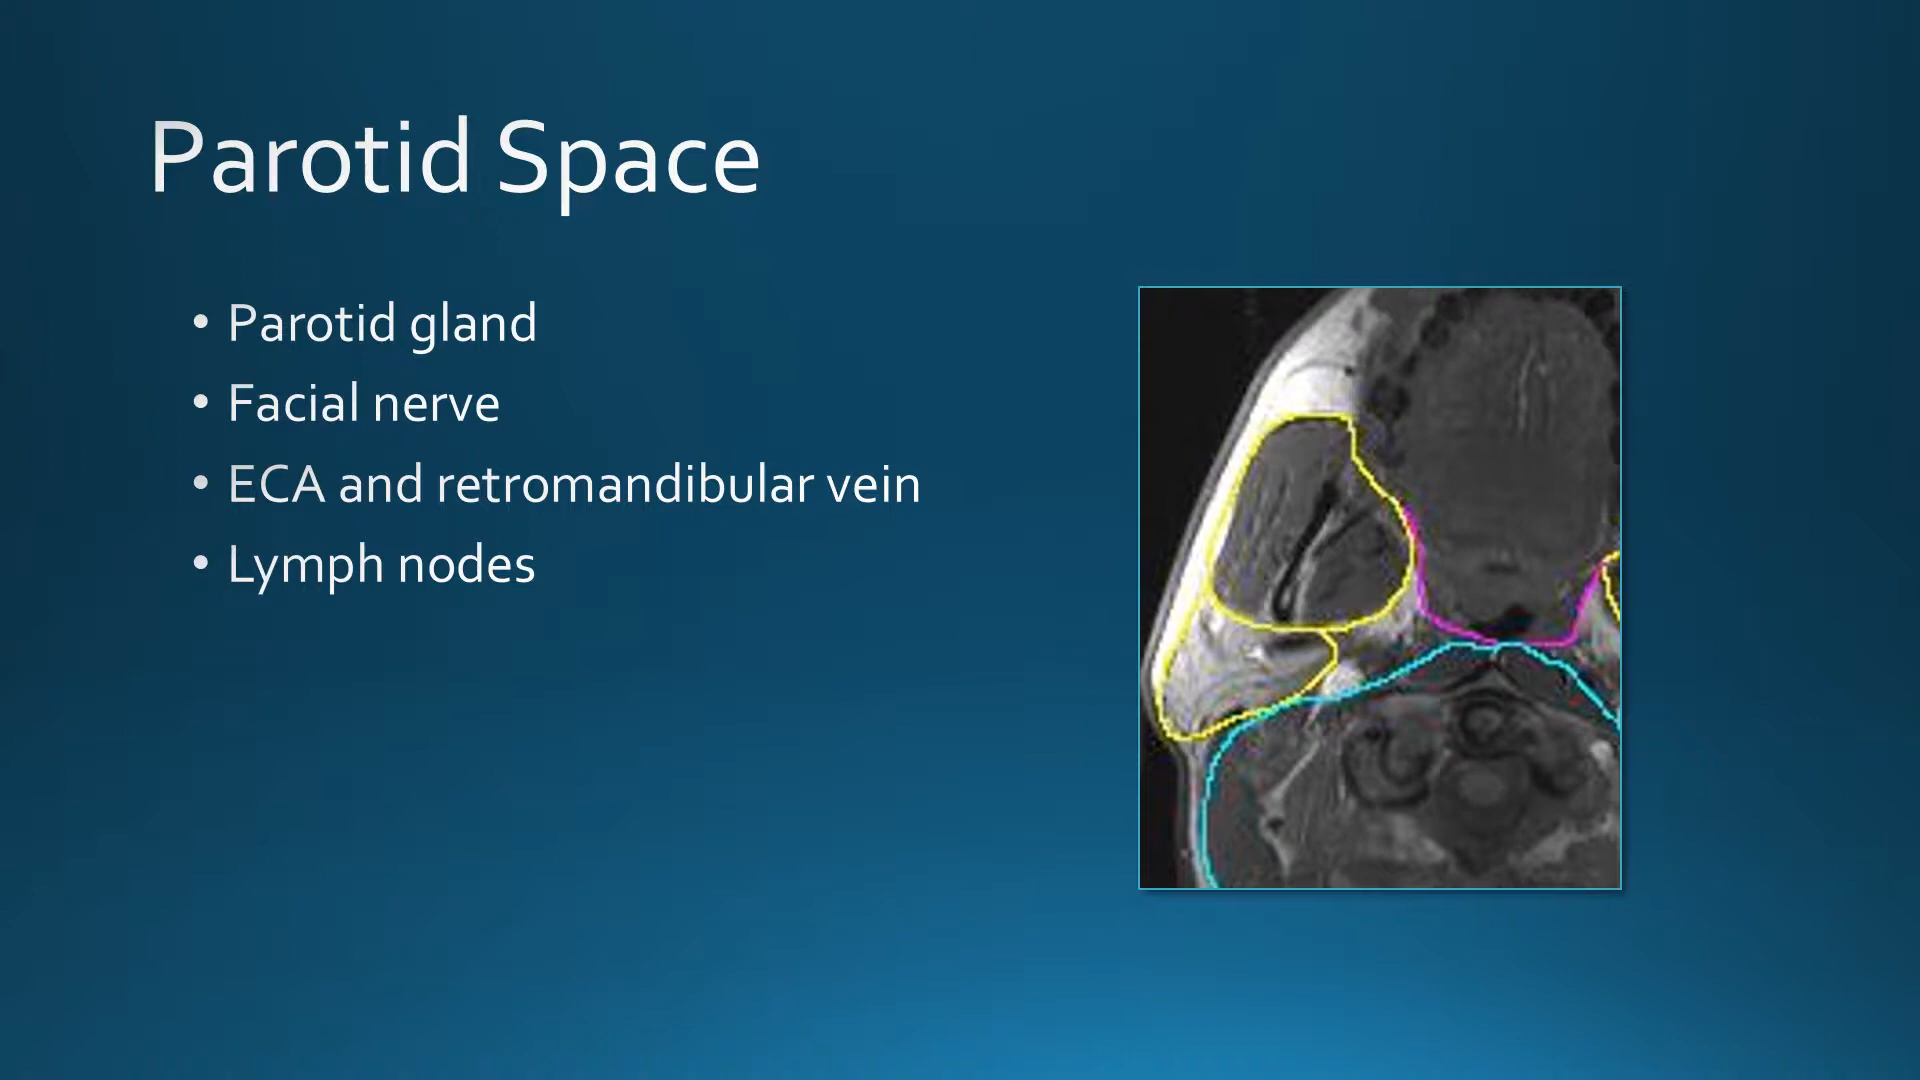 Parotid Space
• Parotid gland
• Facial nerve
• ECA and retromandibular vein
• Lymph nodes